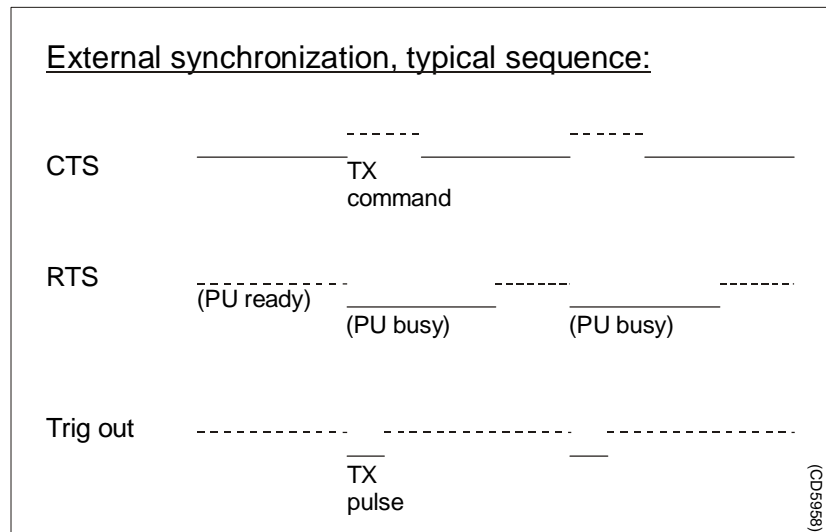 External synchronization, typical sequence:
CTS
TX
command
RTS
(PU ready)
(PU busy)
(PU busy)
Trig out
TX
pulse
(CD5958)